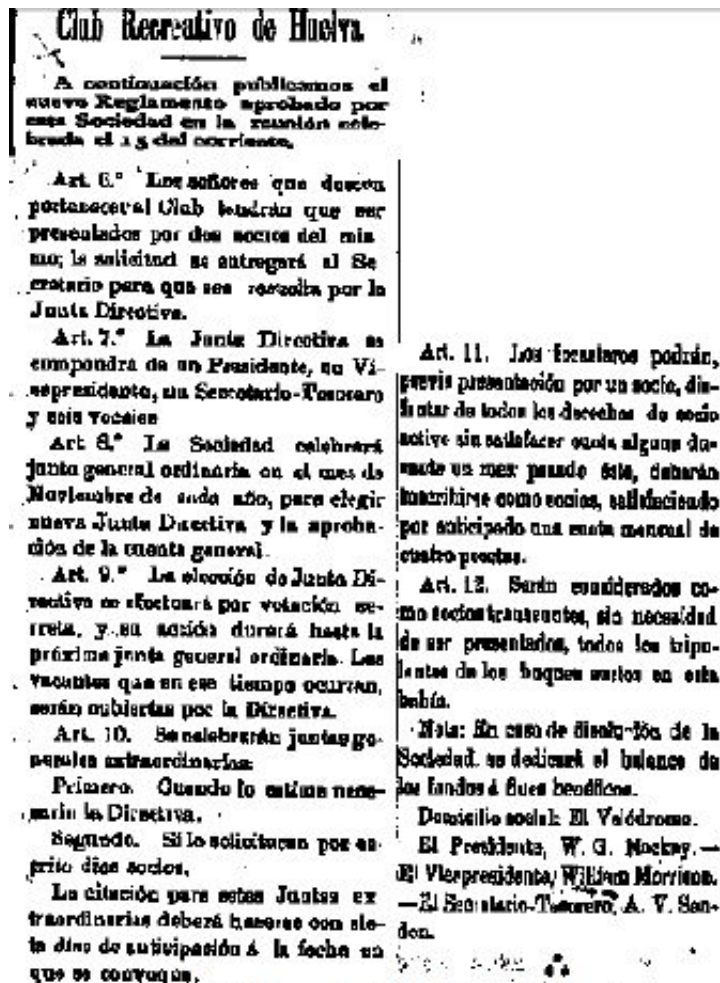 Club Recreativo de Huelva
A continuación publicamos el
nuevo Reglamento aprobado por
esta Sociedad en la reunión cele-
brada el 15 del corriente.
Art. 6.º Los señores que deseen
pertenecer al Club tendrán que ser
presentados por dos socios del mis
mo; la solicitud se entregará al Se
cretario para que sea resuelta por la
Junta Directiva.
Art. 7.º La Junta Directiva se
compondrá de un Presidente, un Vi-
sepresidente, un Secretario-Tesorero
y seis vocales
Art 8.º La Sociedad celebrará
junta general ordinaria en el mes de
Noviembre de cada año, para elegir
nueva Junta Directiva y la aproba-
ción de la cuenta general.
Art. 9.º La elección de Junta Di-
rectiva se efectuará por votación se-
creta, y su acción durará hasta la
próxima junta general ordinaria. Las
vacantes que en ese tiempo ocurran,
serán cubiertas por la Directiva.
Art. 10. Se celebrarán juntas ge-
nerales extraordinarias:
Primero. Cuando lo estime nece-
sario la Directiva.
Segundo. Si lo solicitaran por es-
crito diez socios.
La citación para estas Juntas ex
traordinarias deberá hacerse con sie-
te días de anticipación á la fecha en
que se convoquen.
Art. 11. Los forasteros podrán,
previa presentación por un socio, dis-
frutar de todos los derechos de socio
activo sin satisfacer cuota alguna du-
rante un mes: pasado éste, deberán
inscribirse como socios, satisfaciendo
por anticipado una cuota mensual de
cuatro pesetas.
Art. 12. Serán considerados co-
mo socios transeuntes, sin necesidad
de ser presentados, todos los tripu-
lantes de los buques surtos en esta
bahía.
Nota: En caso de disolución de la
Sociedad, se dedicará el balance de
los fondos á fines benéficos.
Domicilio social: El Velódromo.
El Presidente, W. G. Mackay.—
El Vicepresidente, William Morrison.
—El Secretario-Tesorero, A. V. Sen-
den.